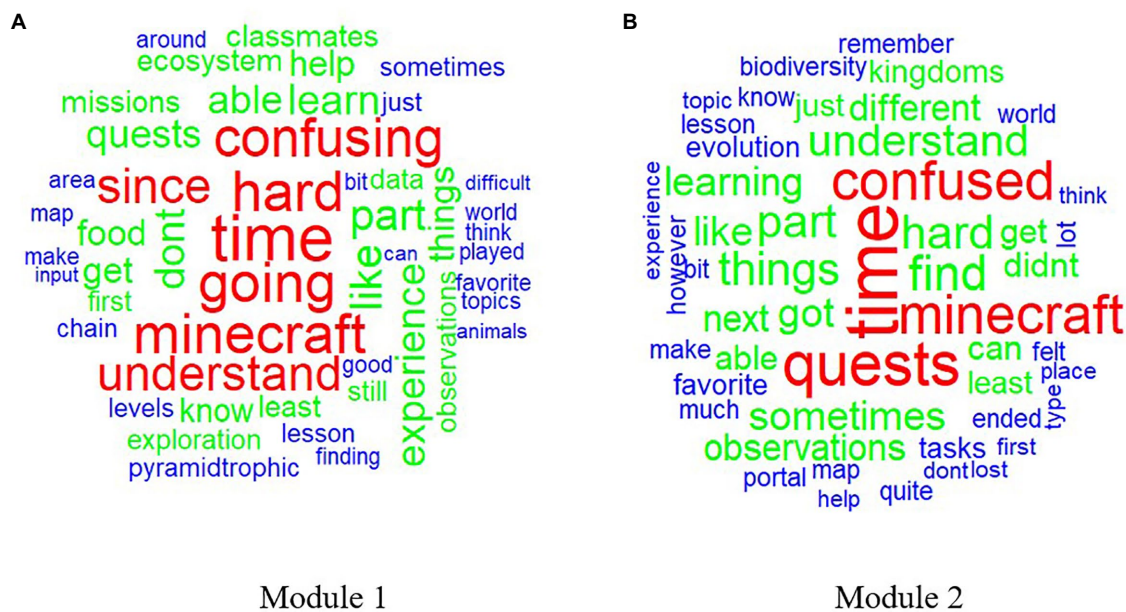 A
around classmates
ecosystem help sometimes
missions able learn just
quests confusing
area since hard bit data things difficult
map food dont time part like can world
think
make get going played
input first experience observations favorite
topics
chain minecraft animals
understand good
still
levels know least
exploration lesson
pyramidtrophic finding
Module 1
B
remember
biodiversity kingdoms
topic know just different world
lesson
evolution understand
experience learning confused think
however like part time hard get lot
bit things find didnt
next got minecraft
make able quests can felt
favorite least place
much type
sometimes ended
observations tasks first
portal map dont lost
help quite
Module 2